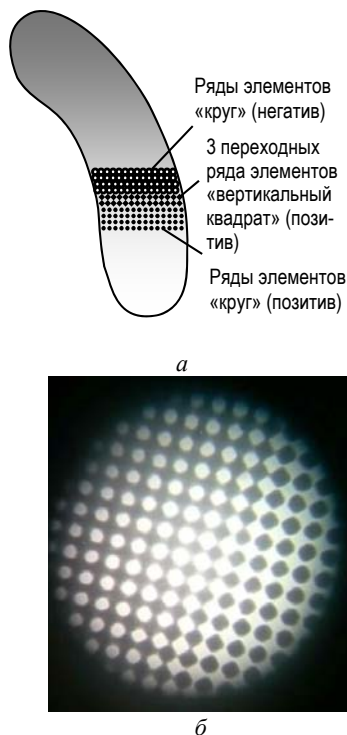 Ряды элементов
«круг» (негатив)
3 переходных
ряда элементов
«вертикальный
квадрат» (пози-
тив)
Ряды элементов
«круг» (позитив)
а
б